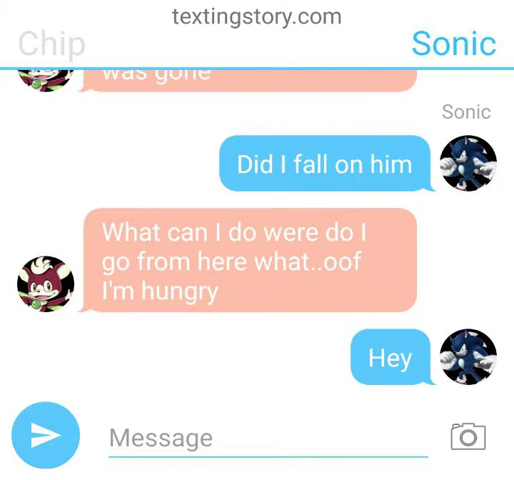 textingstory.com
Chip
Sonic
was gone
Sonic
Did I fall on him
What can I do were do I
go from here what..oof
I'm hungry
Hey
Message